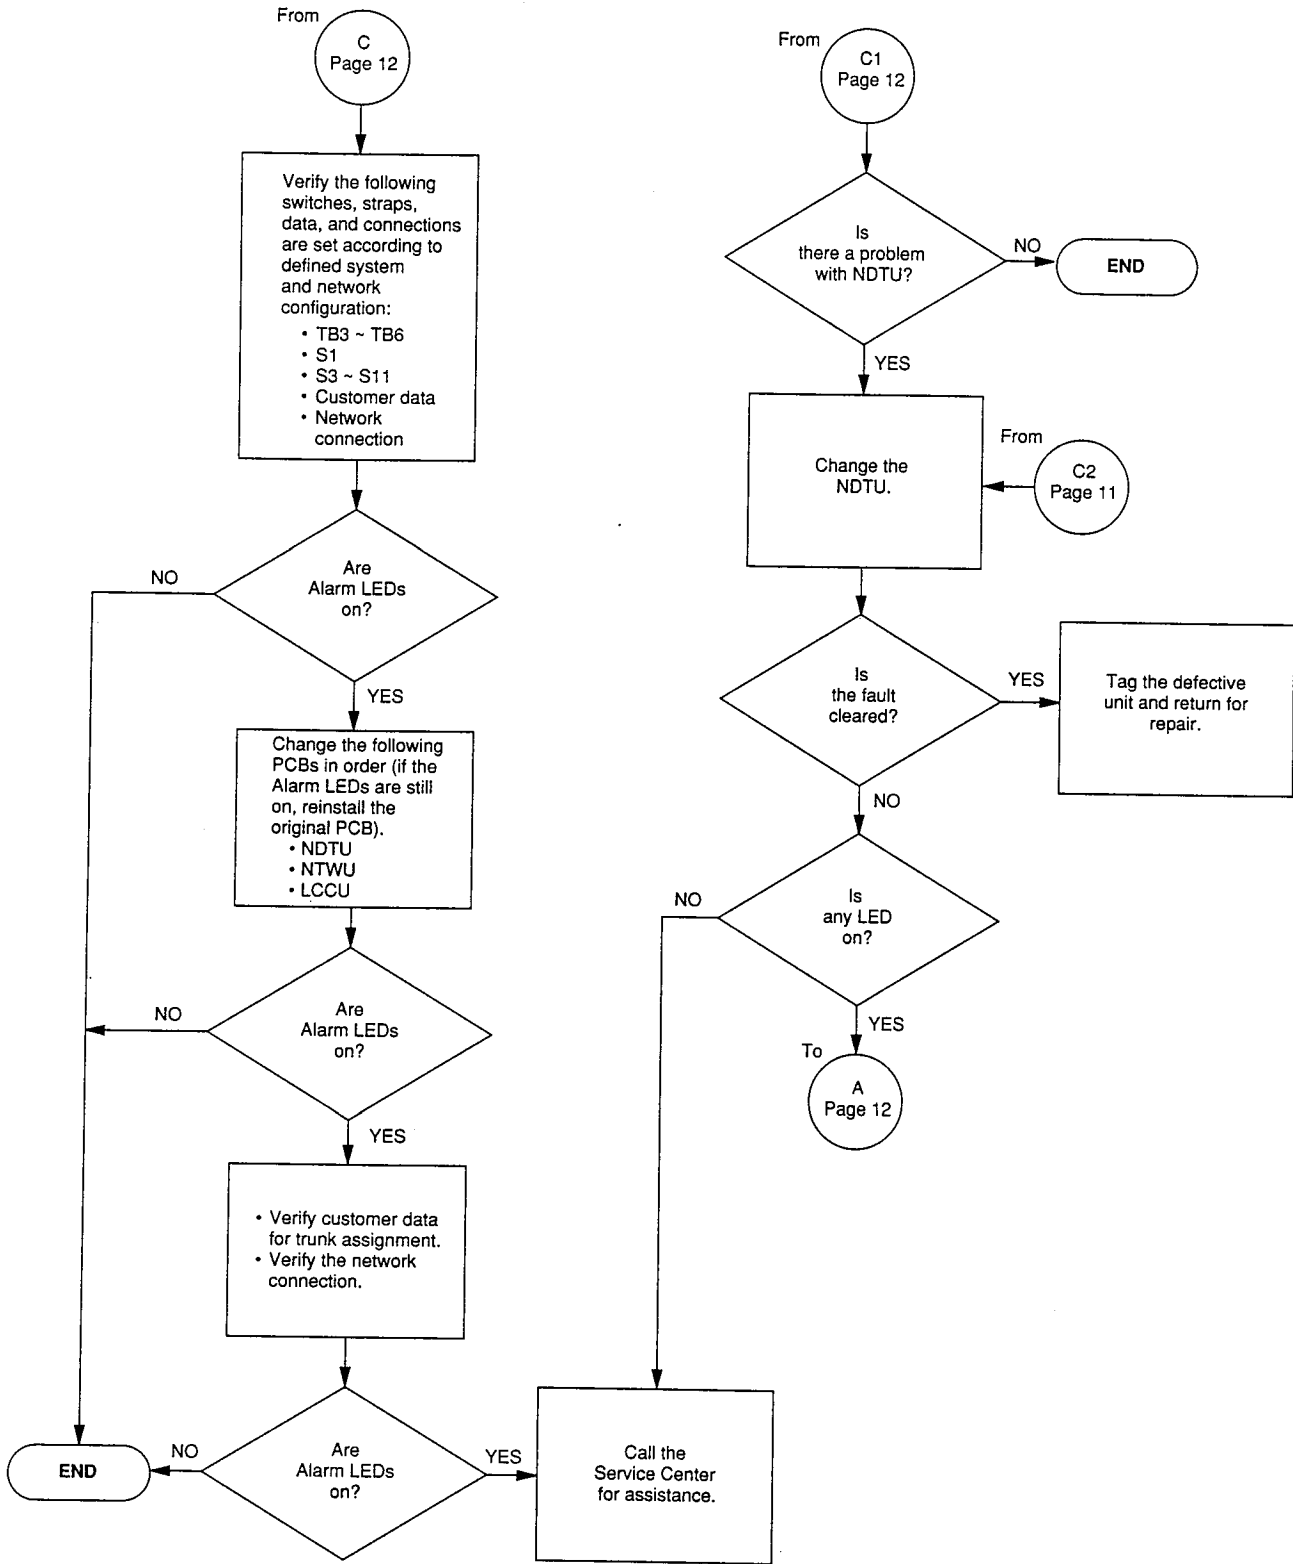 From
C
Page 12
Verify the following
switches, straps,
data, and connections
are set according to
defined system
and network
configuration:
• TB3 ~ TB6
• S1
• S3 ~ S11
• Customer data
• Network
connection
Are
Alarm LEDs
on?
NO
YES
Change the following
PCBs in order (if the
Alarm LEDs are still
on, reinstall the
original PCB).
• NDTU
• NTWU
• LCCU
Are
Alarm LEDs
on?
NO
YES
• Verify customer data
for trunk assignment.
• Verify the network
connection.
Are
Alarm LEDs
on?
NO
END
YES
Call the
Service Center
for assistance.
From
C1
Page 12
Is
there a problem
with NDTU?
NO
END
YES
Change the
NDTU.
From
C2
Page 11
Is
the fault
cleared?
YES
Tag the defective
unit and return for
repair.
NO
Is
any LED
on?
NO
YES
To
A
Page 12